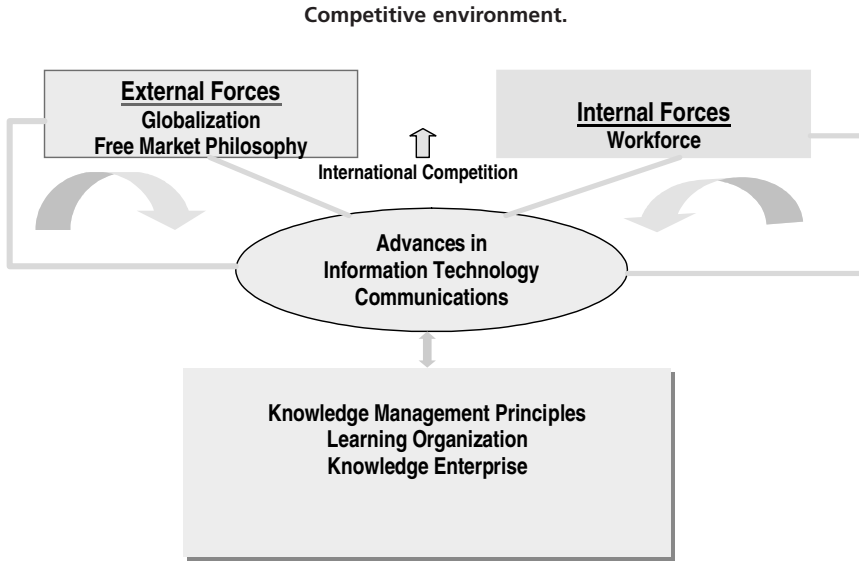 Competitive environment.
External Forces
Globalization
Free Market Philosophy
Internal Forces
Workforce
International Competition
Advances in
Information Technology
Communications
Knowledge Management Principles
Learning Organization
Knowledge Enterprise